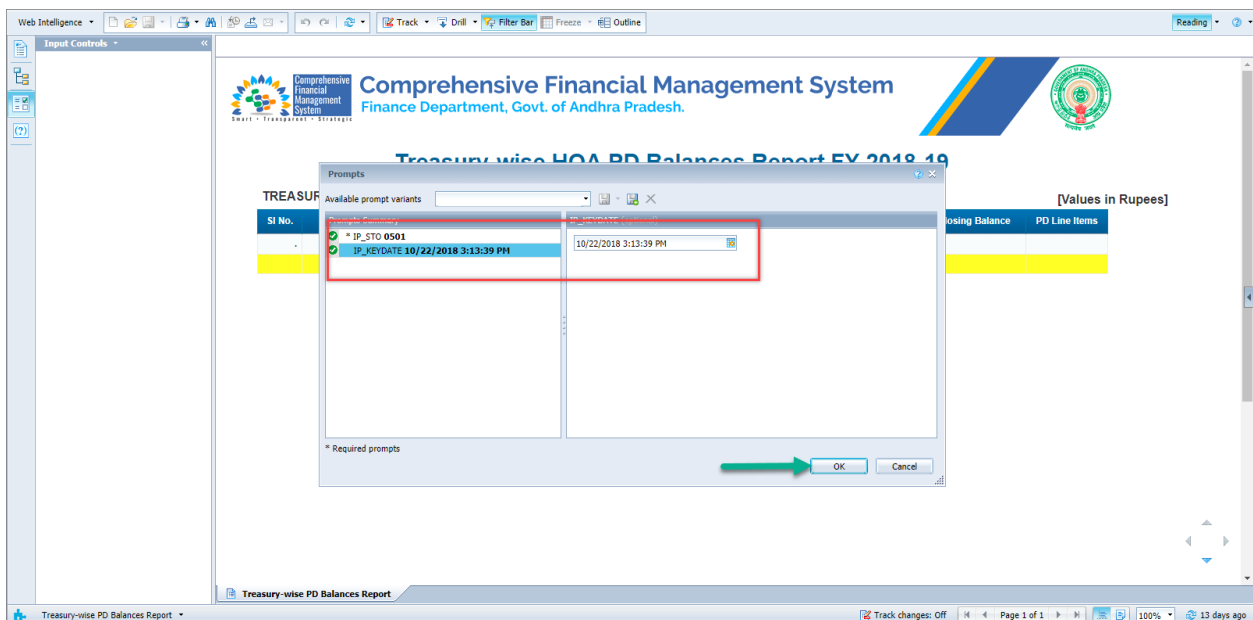 Web Intelligence Track Drill Filter Bar Freeze Outline Reading
Input Controls
Comprehensive
Financial
Management
System
Smart - Transparent - Strategic
Comprehensive Financial Management System
Finance Department, Govt. of Andhra Pradesh.
Treasury-wise HOA PD Balances Report FY 2018-19
Prompts
TREASUR
[Values in Rupees]
Available prompt variants
Sl No.
Prompts Summary
IP_KEYDATE (optional)
losing Balance
PD Line Items
* IP_STO 0501
IP_KEYDATE 10/22/2018 3:13:39 PM
10/22/2018 3:13:39 PM
* Required prompts
OK Cancel
Treasury-wise PD Balances Report
Treasury-wise PD Balances Report Track changes: Off Page 1 of 1 100% 13 days ago